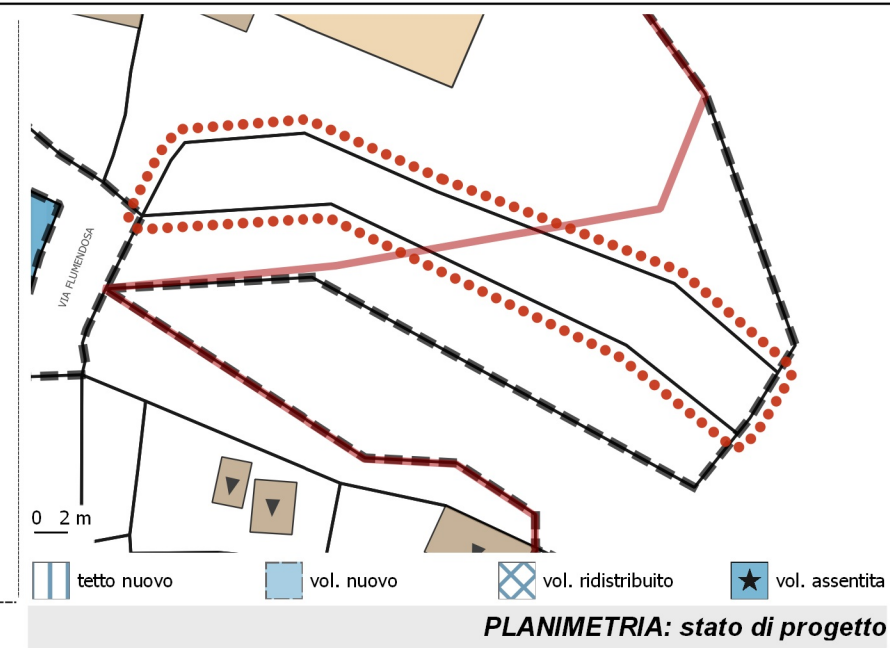 VIA FLUMENDOSA
0 2 m
tetto nuovo
vol. nuovo
vol. ridistribuito
vol. assentita
PLANIMETRIA: stato di progetto